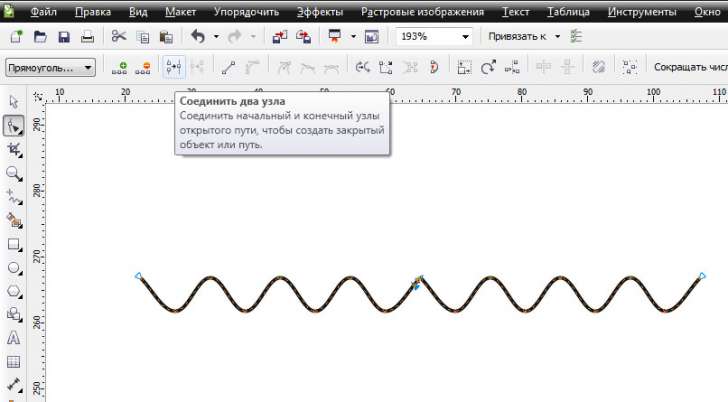 Файл Правка Вид Макет Упорядочить Эффекты Растровые изображения Текст Таблица Инструменты Окно
193% Привязать к
Прямоуголь... Сокращать числ
Соединить два узла
Соединить начальный и конечный узлы
открытого пути, чтобы создать закрытый
объект или путь.
10 20 30 40 50 60 70 80 90 100 110
290
280
270
260
250